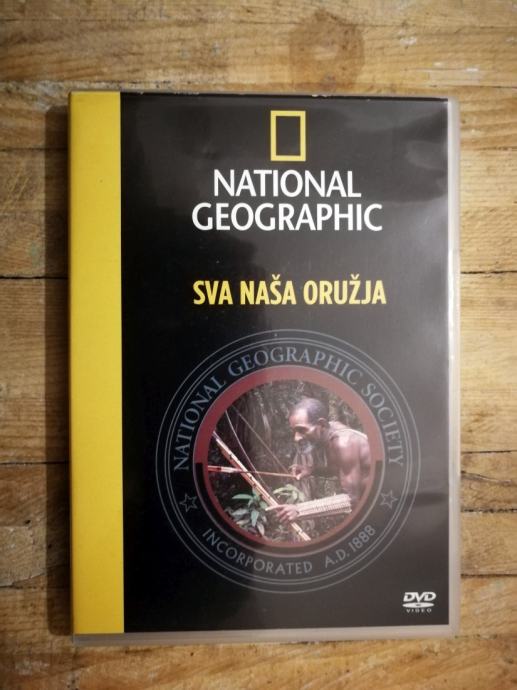 NATIONAL
GEOGRAPHIC
SVA NAŠA ORUŽJA
NATIONAL GEOGRAPHIC SOCIETY
INCORPORATED A.D. 1888
DVD
VIDEO